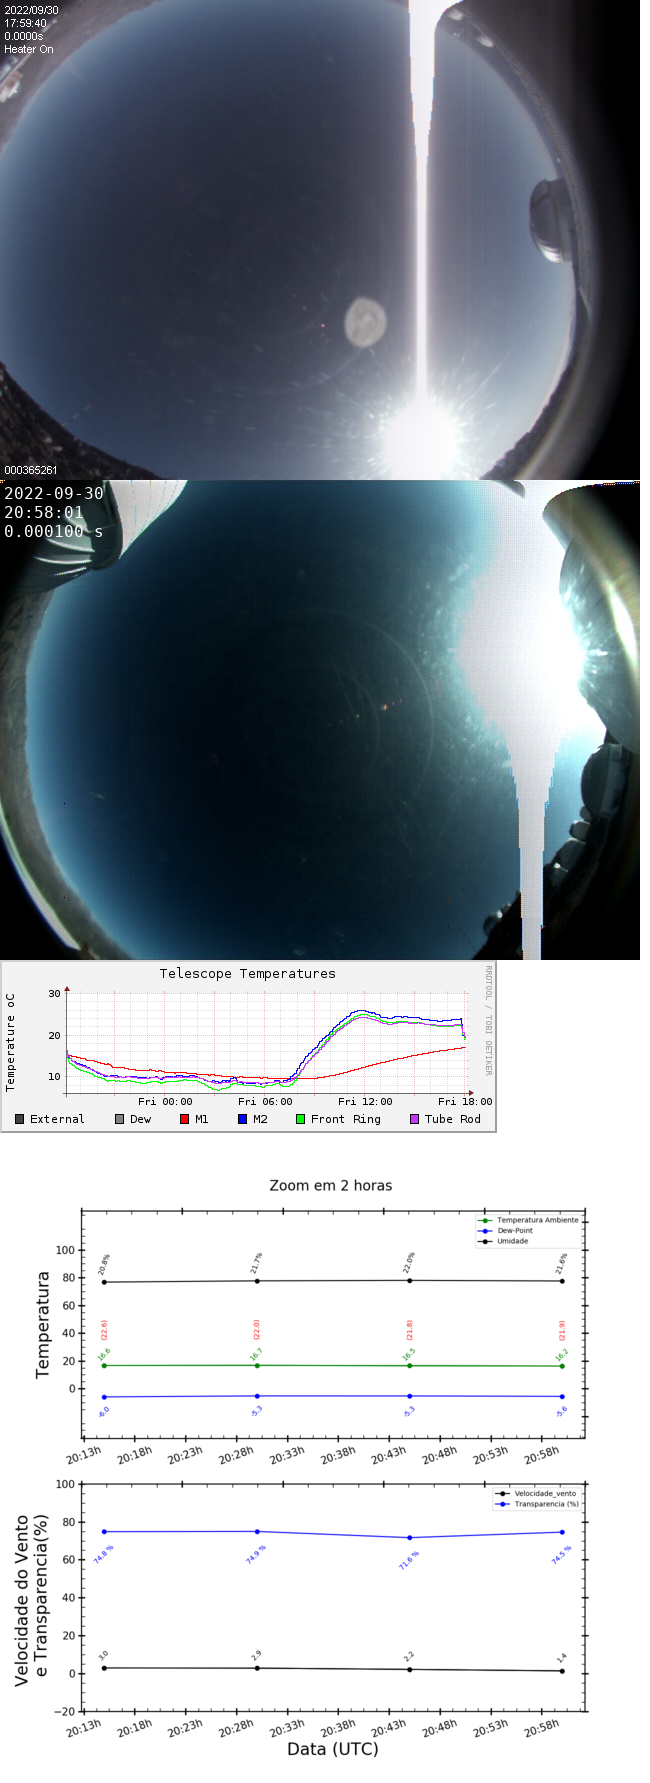 2022/09/30
17:59:40
0.0000s
Heater On
000365261
2022-09-30
20:58:01
0.000100 s
Telescope Temperatures
RRDTOOL / TOBI OETIKER
Temperature oC
30
20
10
Fri 00:00 Fri 06:00 Fri 12:00 Fri 18:00
External Dew M1 M2 Front Ring Tube Rod
Zoom em 2 horas
Temperatura Ambiente
Dew-Point
Umidade
Temperatura
100
80
60
40
20
0
20.8% 21.7% 22.0% 21.6%
(22.6) (22.0) (21.8) (21.9)
16.6 16.7 16.5 16.2
-6.0 -5.3 -5.3 -5.6
20:13h 20:18h 20:23h 20:28h 20:33h 20:38h 20:43h 20:48h 20:53h 20:58h
Velocidade_vento
Transparencia (%)
Velocidade do Vento
e Transparencia(%)
100
80
60
40
20
0
−20
74.8 % 74.9 % 71.6 % 74.5 %
3.0 2.9 2.2 1.4
20:13h 20:18h 20:23h 20:28h 20:33h 20:38h 20:43h 20:48h 20:53h 20:58h
Data (UTC)